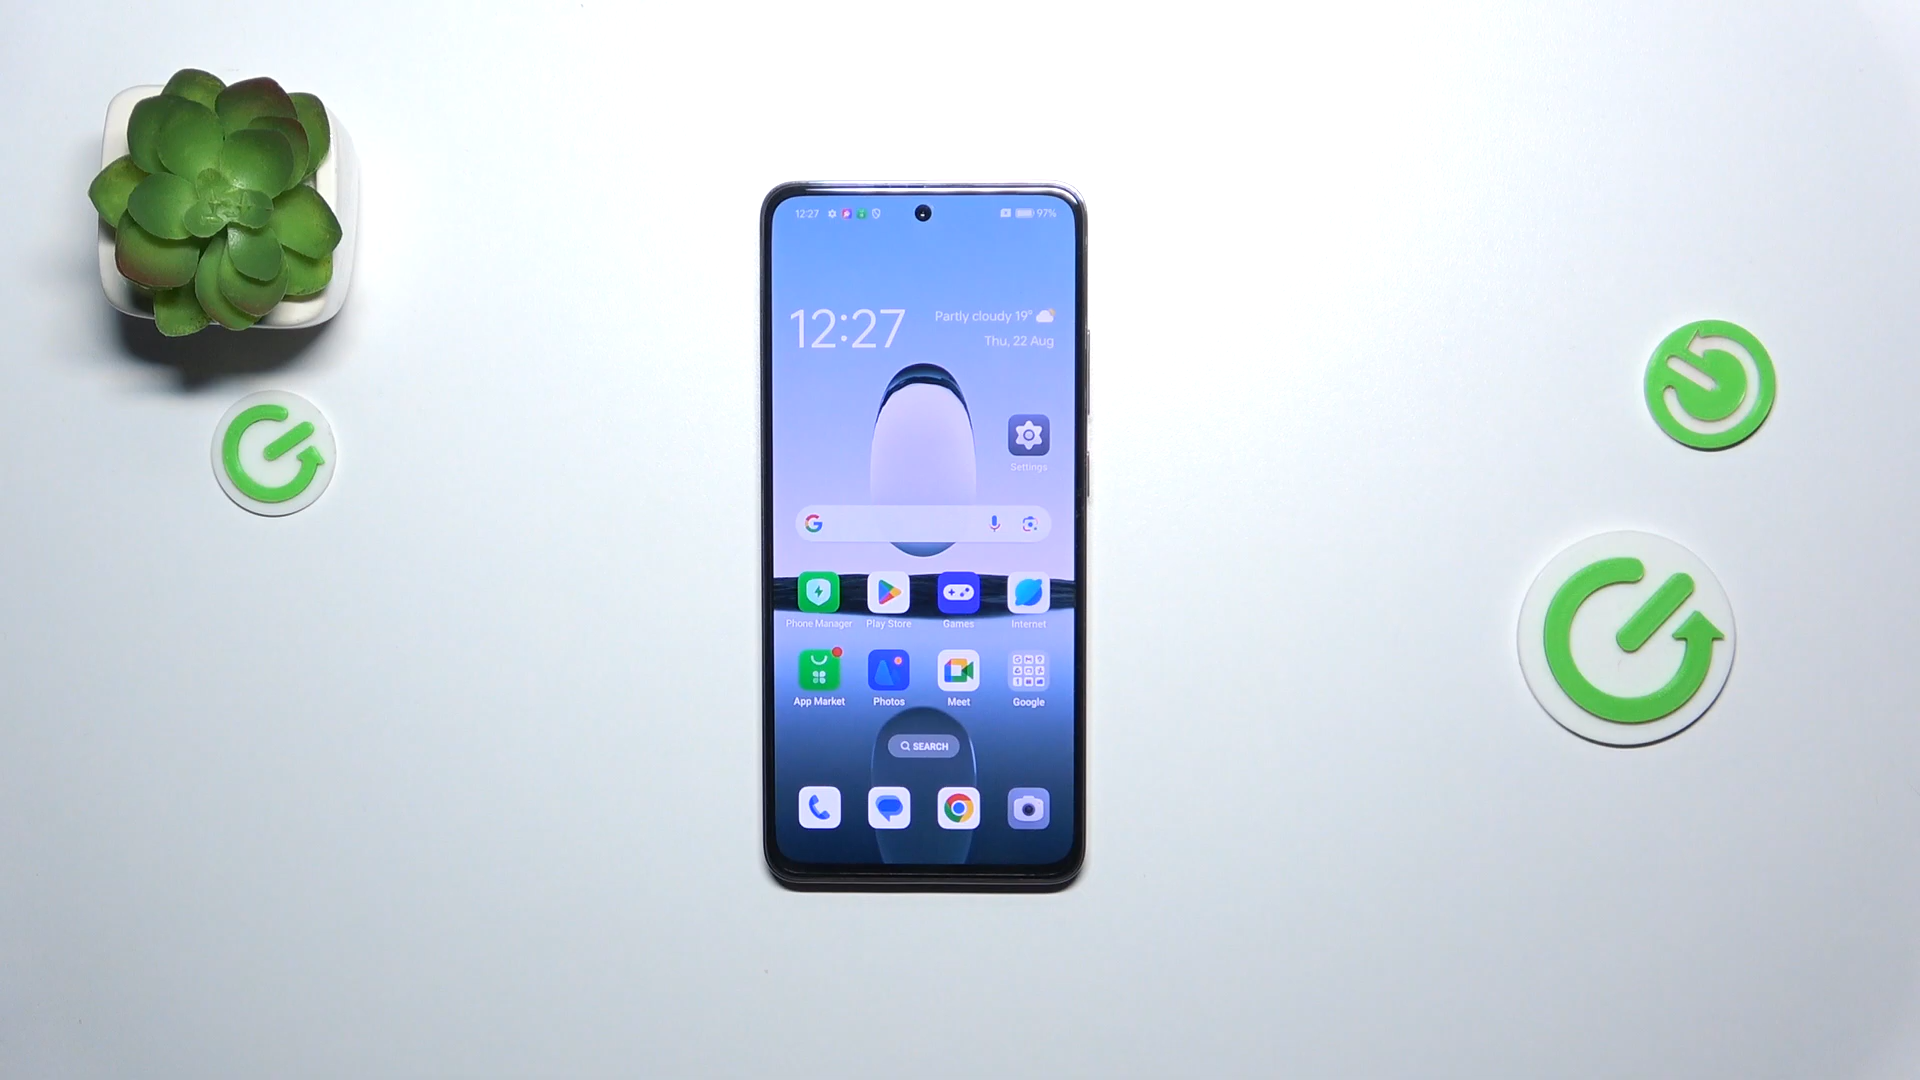 12:27
97%
12:27
Partly cloudy 19°
Thu, 22 Aug
Settings
Phone Manager
Play Store
Games
Internet
App Market
Photos
Meet
Google
SEARCH